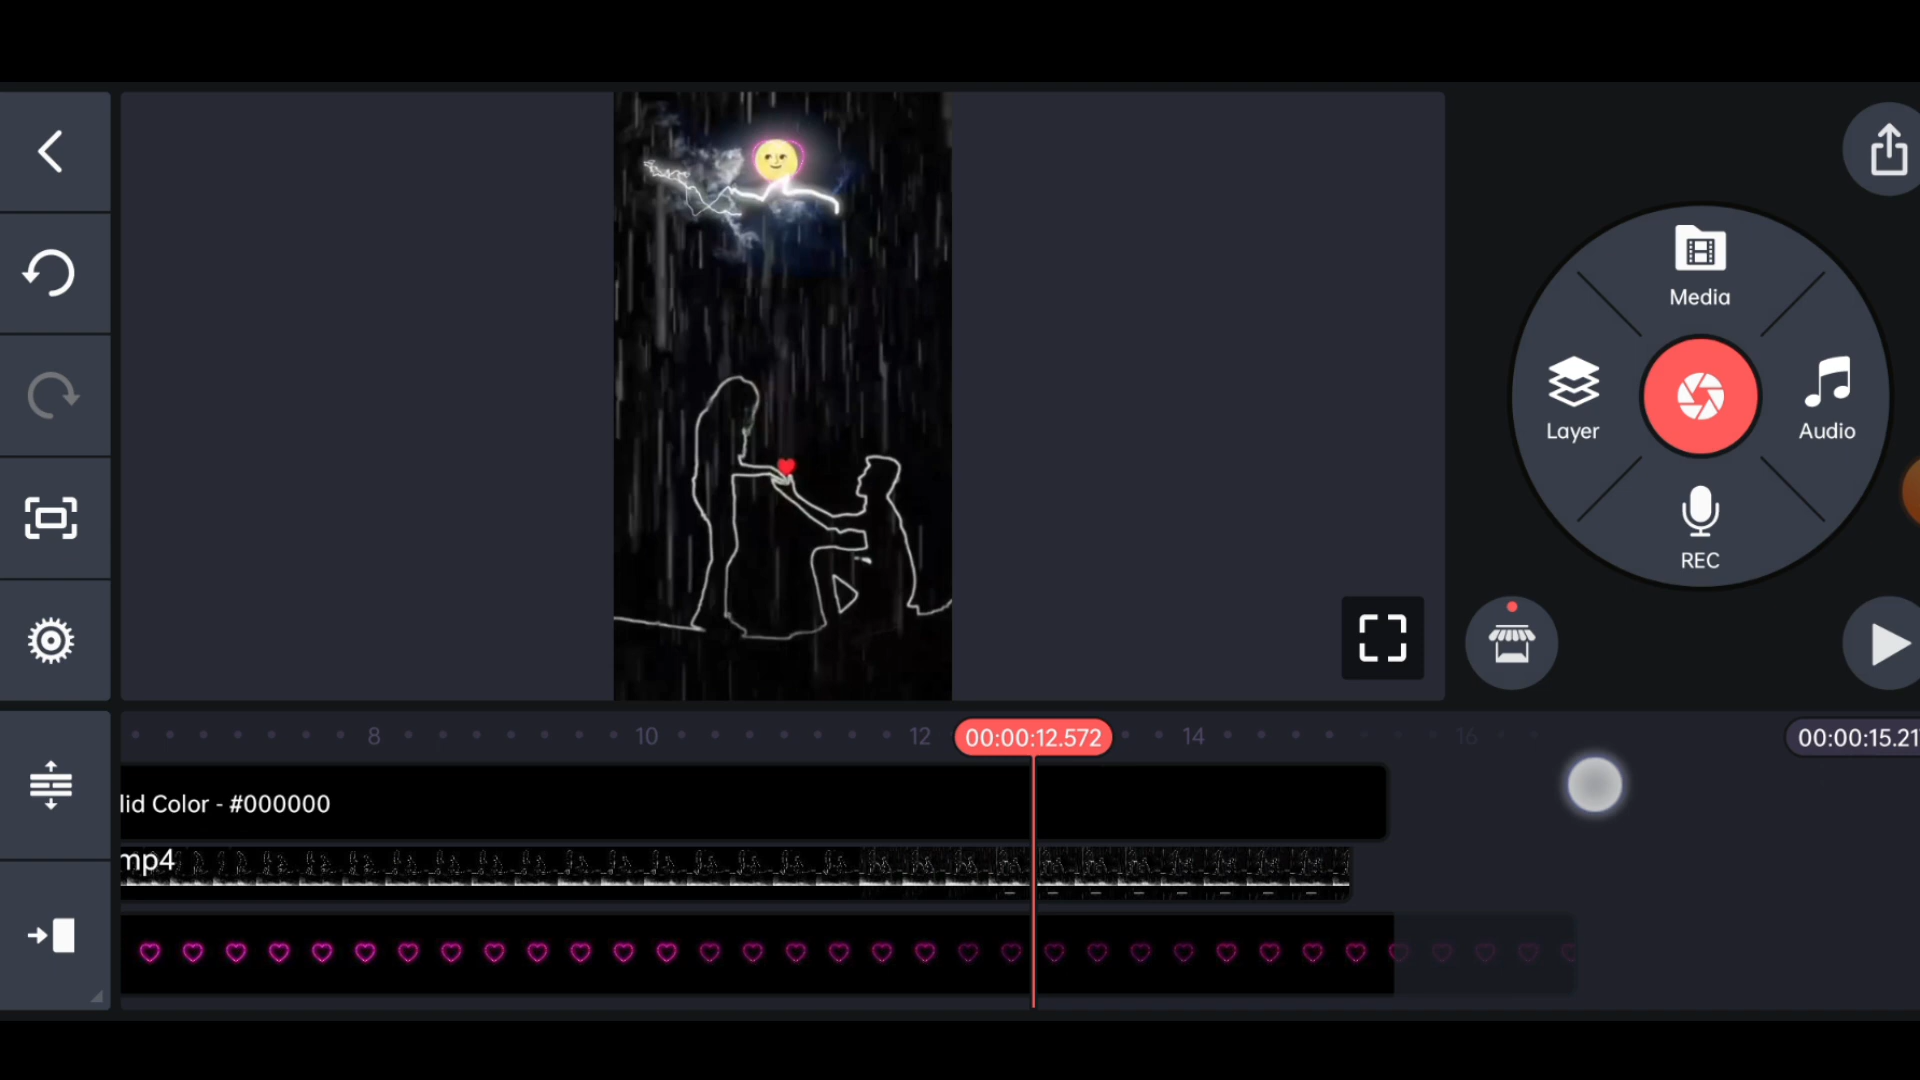 Media
Layer
Audio
REC
8
10
12
00:00:12.572
14
16
00:00:15.21
lid Color - #000000
mp4